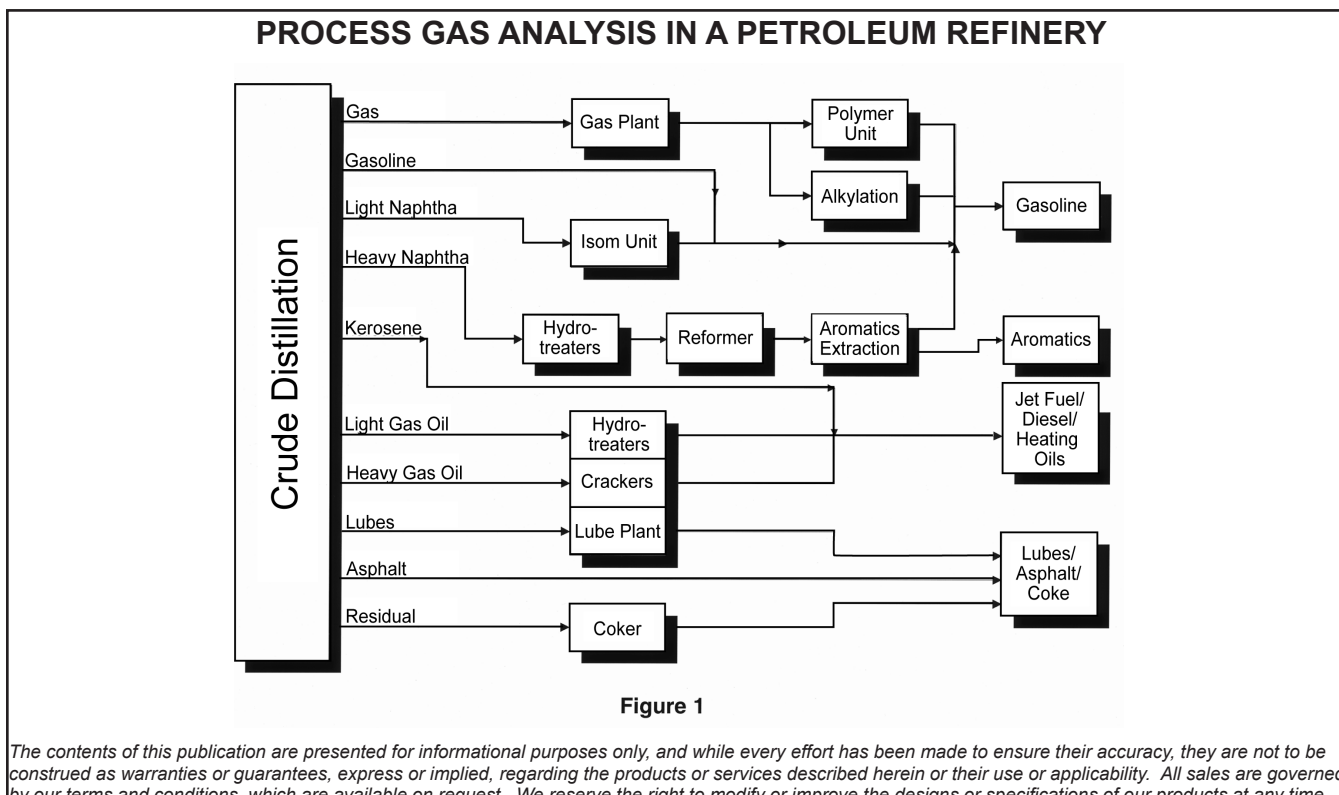 PROCESS GAS ANALYSIS IN A PETROLEUM REFINERY
Crude Distillation
Gas
Gas Plant
Polymer
Unit
Gasoline
Alkylation
Gasoline
Light Naphtha
Isom Unit
Heavy Naphtha
Hydro-
treaters
Reformer
Aromatics
Extraction
Aromatics
Kerosene
Jet Fuel/
Diesel/
Heating
Oils
Light Gas Oil
Hydro-
treaters
Heavy Gas Oil
Crackers
Lubes
Lube Plant
Lubes/
Asphalt/
Coke
Asphalt
Residual
Coker
Figure 1
The contents of this publication are presented for informational purposes only, and while every effort has been made to ensure their accuracy, they are not to be
construed as warranties or guarantees, express or implied, regarding the products or services described herein or their use or applicability. All sales are governed
by our terms and conditions, which are available on request. We reserve the right to modify or improve the designs or specifications of our products at any time